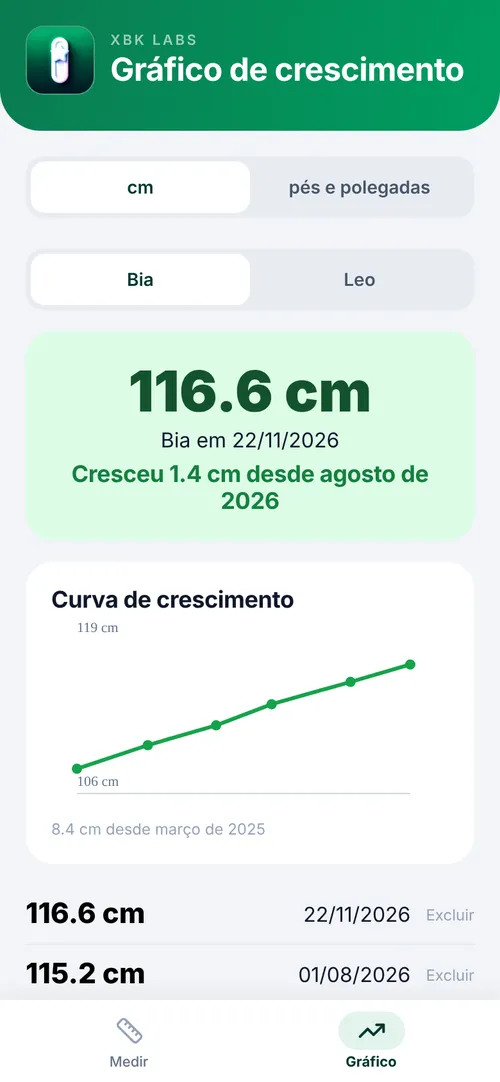 XBK LABS
Gráfico de crescimento
cm
pés e polegadas
Bia
Leo
116.6 cm
Bia em 22/11/2026
Cresceu 1.4 cm desde agosto de
2026
Curva de crescimento
119 cm
106 cm
8.4 cm desde março de 2025
116.6 cm 22/11/2026 Excluir
115.2 cm 01/08/2026 Excluir
Medir
Gráfico